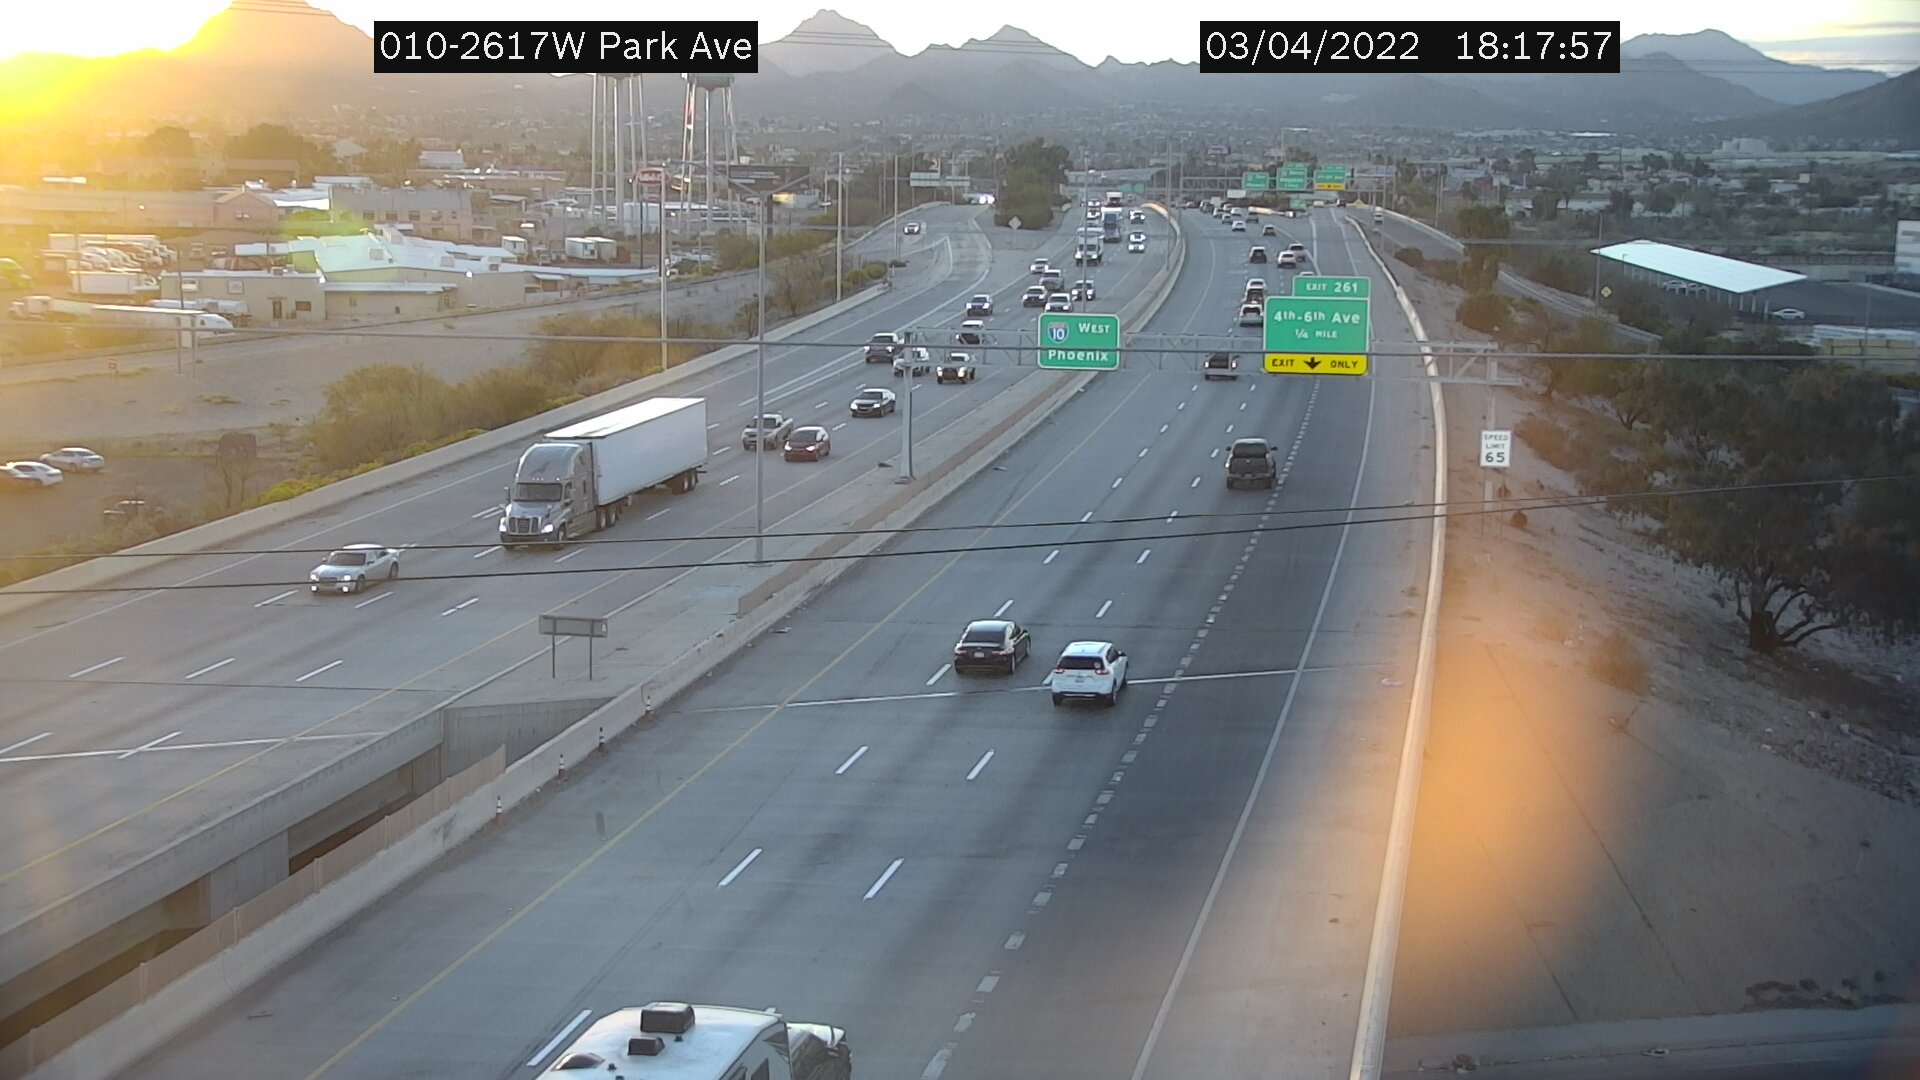 010-2617W Park Ave
03/04/2022 18:17:57
EXIT 261
4th-6th Ave
1/4 MILE
EXIT ONLY
10 WEST
Phoenix
SPEED
LIMIT
65